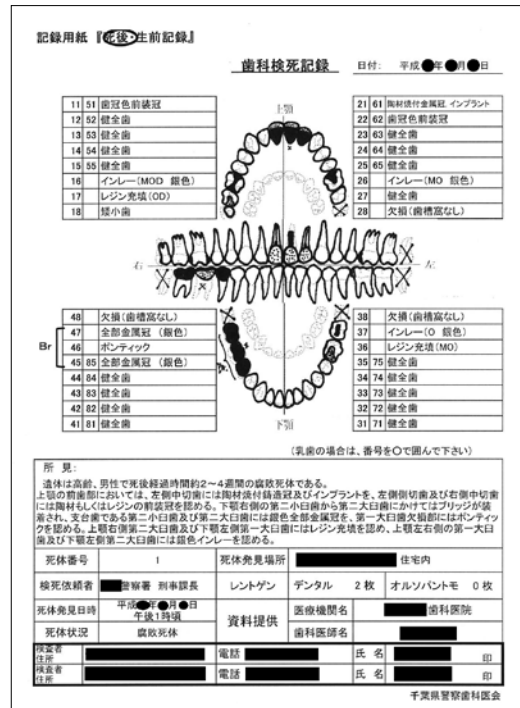 記録用紙 『死後・生前記録』
歯科検死記録
日付: 平成●年●月●日
11 51 歯冠色前装冠
12 52 健全歯
13 53 健全歯
14 54 健全歯
15 55 健全歯
16 インレー(MOD 銀色)
17 レジン充填(OD)
18 矮小歯
上顎
21 61 陶材焼付金属冠, インプラント
22 62 歯冠色前装冠
23 63 健全歯
24 64 健全歯
25 65 健全歯
26 インレー(MO 銀色)
27 健全歯
28 欠損(歯槽窩なし)
右
左
48 欠損(歯槽窩なし)
47 全部金属冠 (銀色)
46 ポンティック
45 85 全部金属冠 (銀色)
44 84 健全歯
43 83 健全歯
42 82 健全歯
41 81 健全歯
Br
下顎
38 欠損(歯槽窩なし)
37 インレー(O 銀色)
36 レジン充填(MO)
35 75 健全歯
34 74 健全歯
33 73 健全歯
32 72 健全歯
31 71 健全歯
(乳歯の場合は、番号を○で囲んで下さい)
所 見:
遺体は高齢、男性で死後経過時間約2~4週間の腐敗死体である。
上顎の前歯部においては、左側中切歯には陶材焼付鋳造冠及びインプラントを、左側側切歯及び右側中切歯
には陶材もしくはレジンの前装冠を認める。下顎右側の第二小臼歯から第二大臼歯にかけてはブリッジが装
着され、支台歯である第二小臼歯及び第二大臼歯には銀色全部金属冠を、第一大臼歯欠損部にはポンティッ
クを認める。上顎右側第二大臼歯及び下顎左側第一大臼歯にはレジン充填を認め、上顎左右側の第一大臼
歯及び下顎左側第二大臼歯には銀色インレーを認める。
死体番号 1 死体発見場所 住宅内
検死依頼者 警察署 刑事課長 レントゲン デンタル 2 枚 オルソパントモ 0 枚
死体発見日時 平成●年●月●日
午後1時頃
資料提供 医療機関名 歯科医院
死体状況 腐敗死体 歯科医師名
検査者
住所 電話 氏 名 印
検査者
住所 電話 氏 名 印
千葉県警察歯科医会